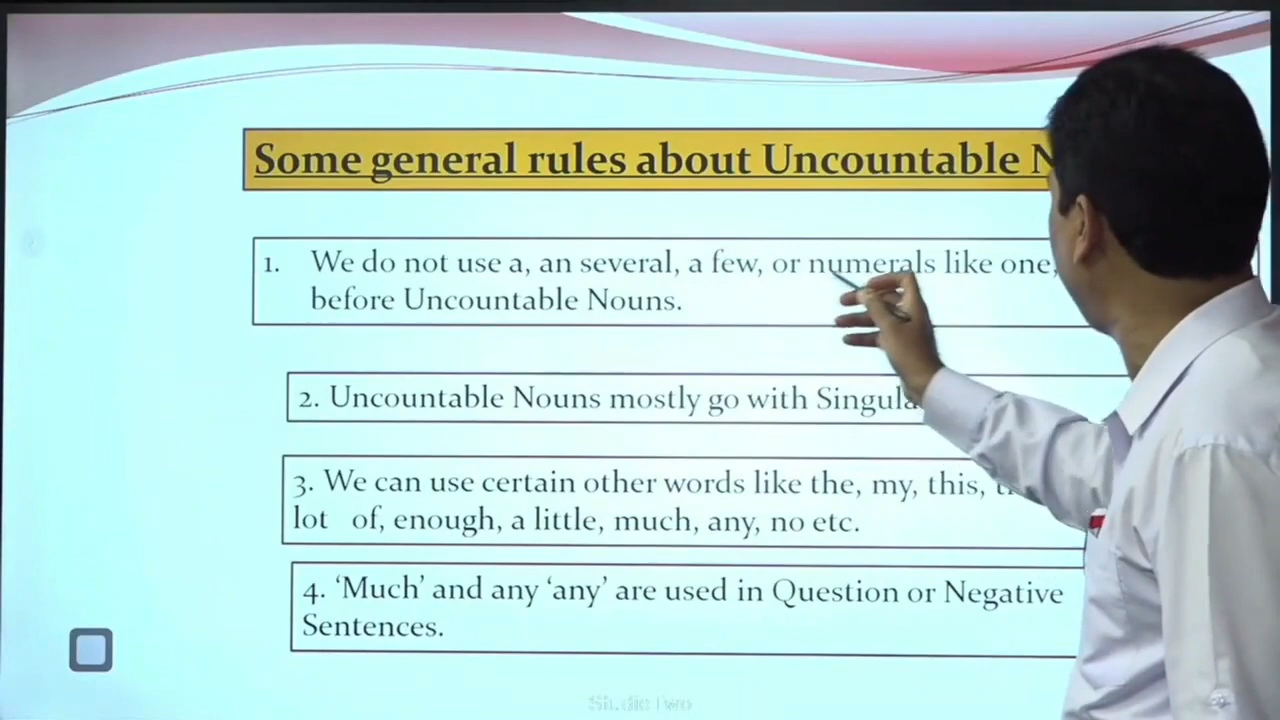 Some general rules about Uncountable N
1. We do not use a, an several, a few, or numerals like one,
before Uncountable Nouns.
2. Uncountable Nouns mostly go with
3. We can use certain other words like the, my, this,
lot of, enough, a little, much, any, no etc.
4. ‘Much’ and any ‘any’ are used in Question or Negative
Sentences.